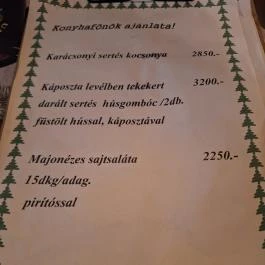 Konyhafőnök ajánlata!
Karácsonyi sertés kocsonya 2850.-
Káposzta levélben tekekert 3200.-
darált sertés húsgombóc /2db.
füstölt hússal, káposztával
Majonézes sajtsaláta 2250.-
15dkg/adag.
pirítóssal